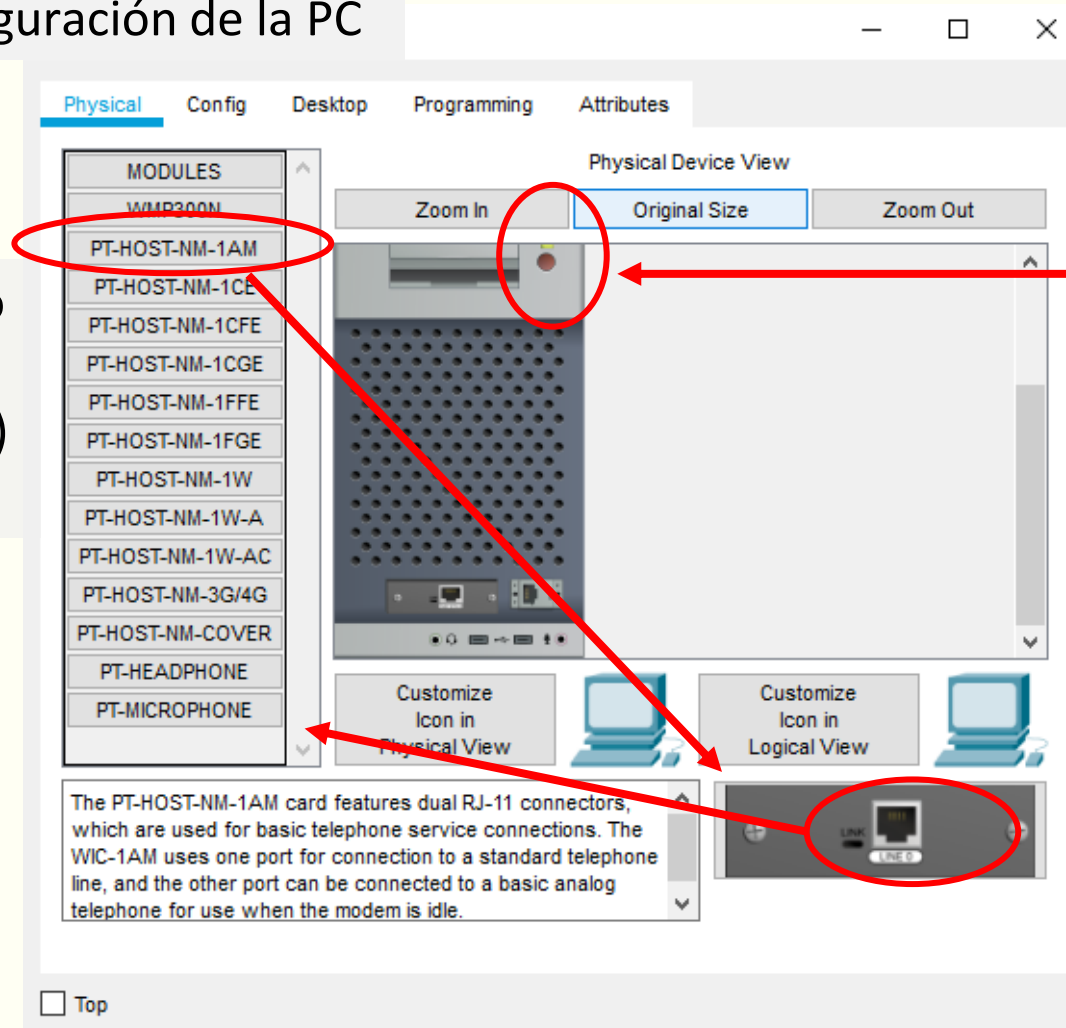 guración de la PC
Physical Config Desktop Programming Attributes
MODULES
WMP300N
PT-HOST-NM-1AM
PT-HOST-NM-1CE
PT-HOST-NM-1CFE
PT-HOST-NM-1CGE
PT-HOST-NM-1FFE
PT-HOST-NM-1FGE
PT-HOST-NM-1W
PT-HOST-NM-1W-A
PT-HOST-NM-1W-AC
PT-HOST-NM-3G/4G
PT-HOST-NM-COVER
PT-HEADPHONE
PT-MICROPHONE
Physical Device View
Zoom In Original Size Zoom Out
o
)
Customize
Icon in
Physical View
Customize
Icon in
Logical View
The PT-HOST-NM-1AM card features dual RJ-11 connectors,
which are used for basic telephone service connections. The
WIC-1AM uses one port for connection to a standard telephone
line, and the other port can be connected to a basic analog
telephone for use when the modem is idle.
LINK
LINE 0
Top